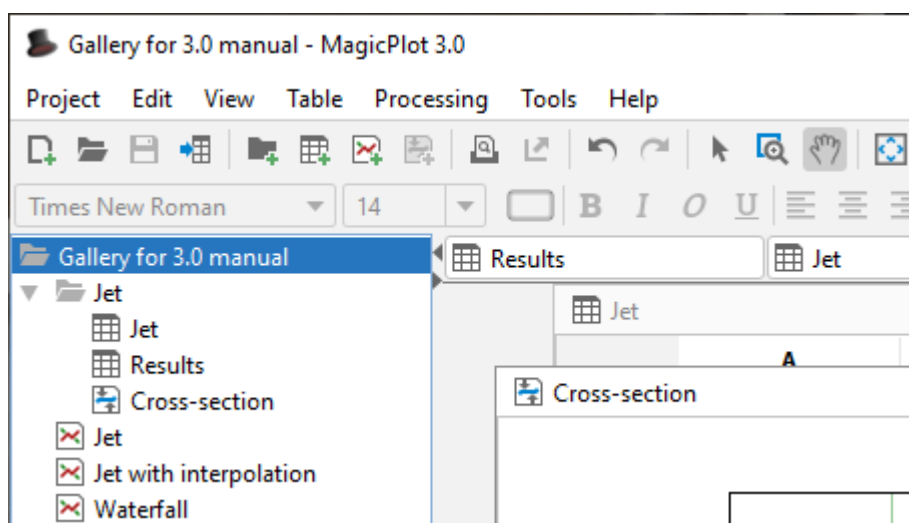 Gallery for 3.0 manual - MagicPlot 3.0
Project Edit View Table Processing Tools Help
Times New Roman 14 B I O U
Gallery for 3.0 manual
Results Jet
Jet
Jet
Jet
A
Results
Cross-section
Cross-section
Jet
Jet with interpolation
Waterfall